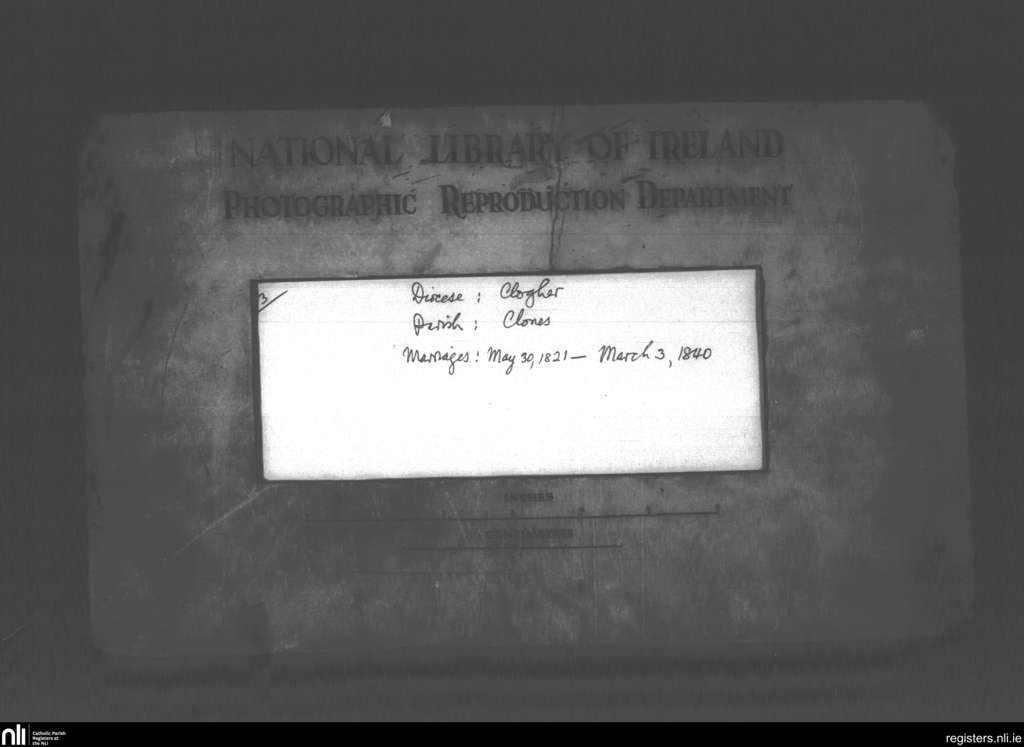 NATIONAL LIBRARY OF IRELAND
PHOTOGRAPHIC REPRODUCTION DEPARTMENT
3/
Diocese : Clogher
Parish : Clones
Marriages : May 30, 1821 — March 3, 1840
INCHES
CENTIMETRES
nli
Catholic Parish
Registers at
the NLI
registers.nli.ie